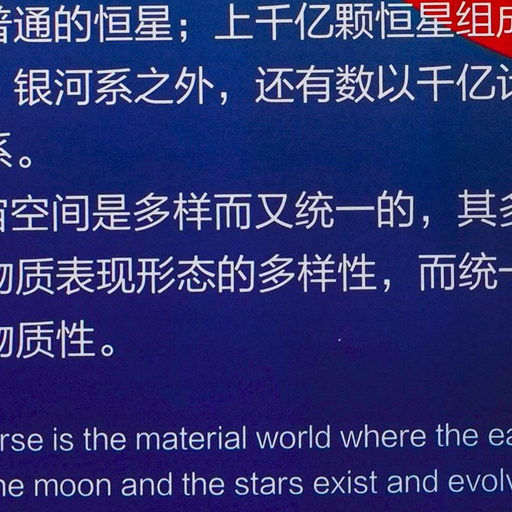 普通的恒星；上千亿颗恒星组成
银河系之外，还有数以千亿计
系。
宙空间是多样而又统一的，其多
物质表现形态的多样性，而统一
物质性。
rse is the material world where the ea
he moon and the stars exist and evolv